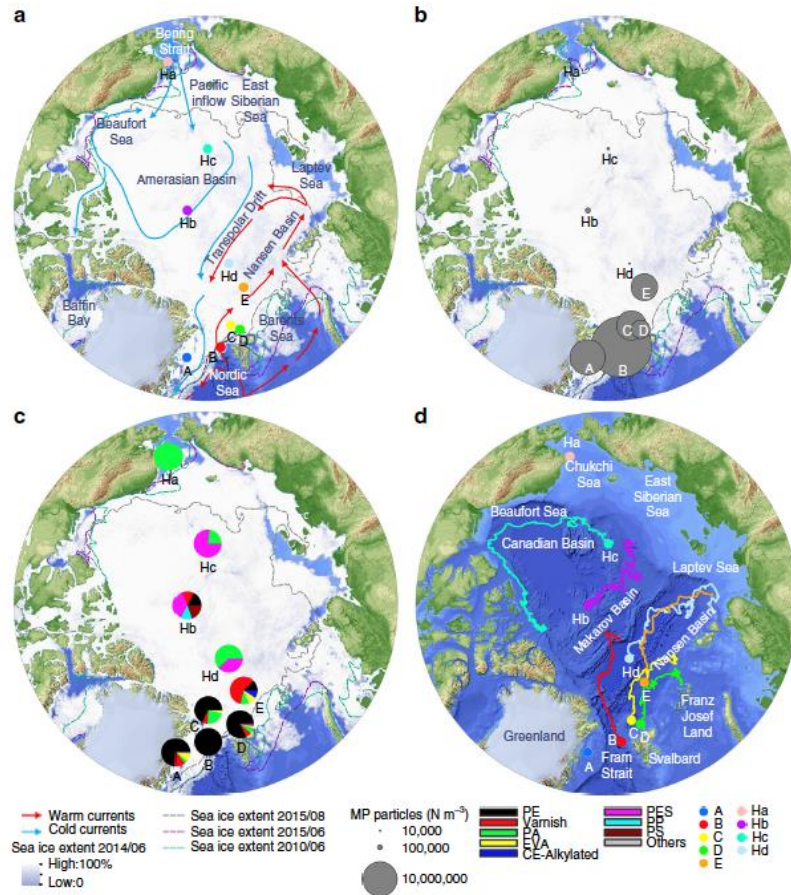 a
Bering
Strait
Ha
Pacific
inflow
East
Siberian
Sea
Beaufort
Sea
Hc
Laptev
Sea
Amerasian Basin
Hb
Transpolar Drift
Nansen Basin
Hd
E
Baffin
Bay
Barents
Sea
C
D
B
A
Nordic
Sea
b
Ha
Hc
Hb
Hd
E
C D
A
B
c
Ha
Hc
Hb
Hd
E
C
D
B
A
d
Ha
Chukchi
Sea
East
Siberian
Sea
Beaufort Sea
Canadian Basin
Hc
Laptev Sea
Hb
Makarov Basin
Nansen Basin
Hd
E
Franz
Josef
Land
Greenland
C D
B
Fram
Strait
Svalbard
A
Warm currents
Cold currents
Sea ice extent 2014/06
High:100%
Low:0
Sea ice extent 2015/08
Sea ice extent 2015/06
Sea ice extent 2010/06
MP particles (N m⁻³)
10,000
100,000
10,000,000
PE
Varnish
PA
EVA
CE-Alkylated
PES
PP
PS
Others
A
B
C
D
E
Ha
Hb
Hc
Hd